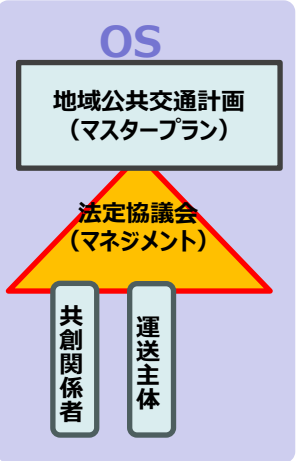 OS
地域公共交通計画
（マスタープラン）
法定協議会
（マネジメント）
共創関係者
運送主体